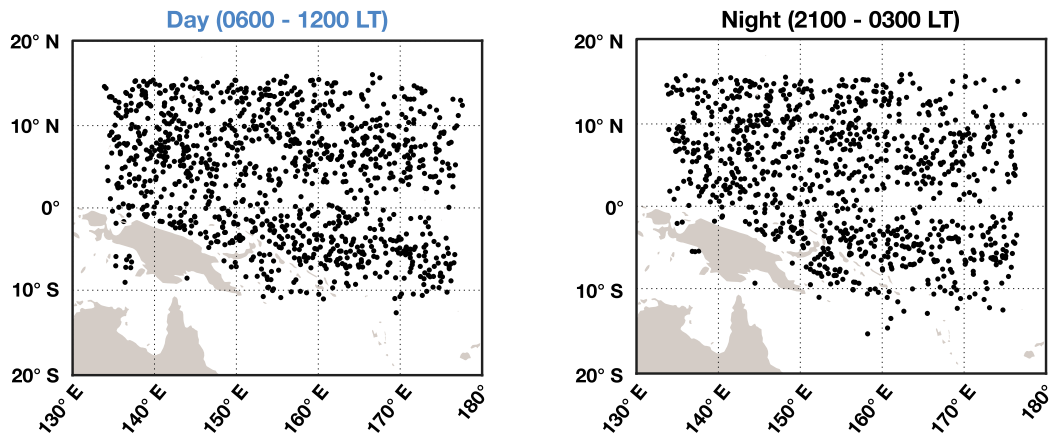 Day (0600 - 1200 LT)
20° N
10° N
0°
10° S
20° S
130° E
140° E
150° E
160° E
170° E
180°
Night (2100 - 0300 LT)
20° N
10° N
0°
10° S
20° S
130° E
140° E
150° E
160° E
170° E
180°